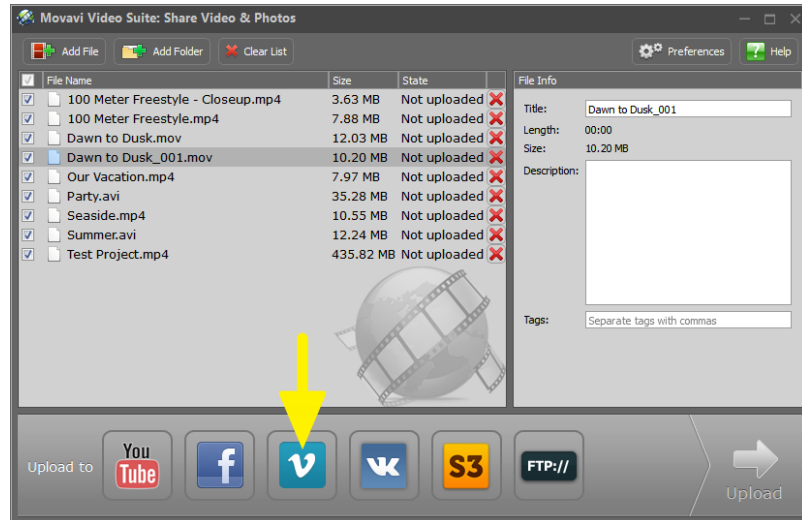 Movavi Video Suite: Share Video & Photos
Add File Add Folder Clear List Preferences ? Help
File Name Size State File Info
100 Meter Freestyle - Closeup.mp4 3.63 MB Not uploaded
100 Meter Freestyle.mp4 7.88 MB Not uploaded
Dawn to Dusk.mov 12.03 MB Not uploaded
Dawn to Dusk_001.mov 10.20 MB Not uploaded
Our Vacation.mp4 7.97 MB Not uploaded
Party.avi 35.28 MB Not uploaded
Seaside.mp4 10.55 MB Not uploaded
Summer.avi 12.24 MB Not uploaded
Test Project.mp4 435.82 MB Not uploaded
Title: Dawn to Dusk_001
Length: 00:00
Size: 10.20 MB
Description:
Tags: Separate tags with commas
Upload to You Tube f v VK S3 FTP:// Upload